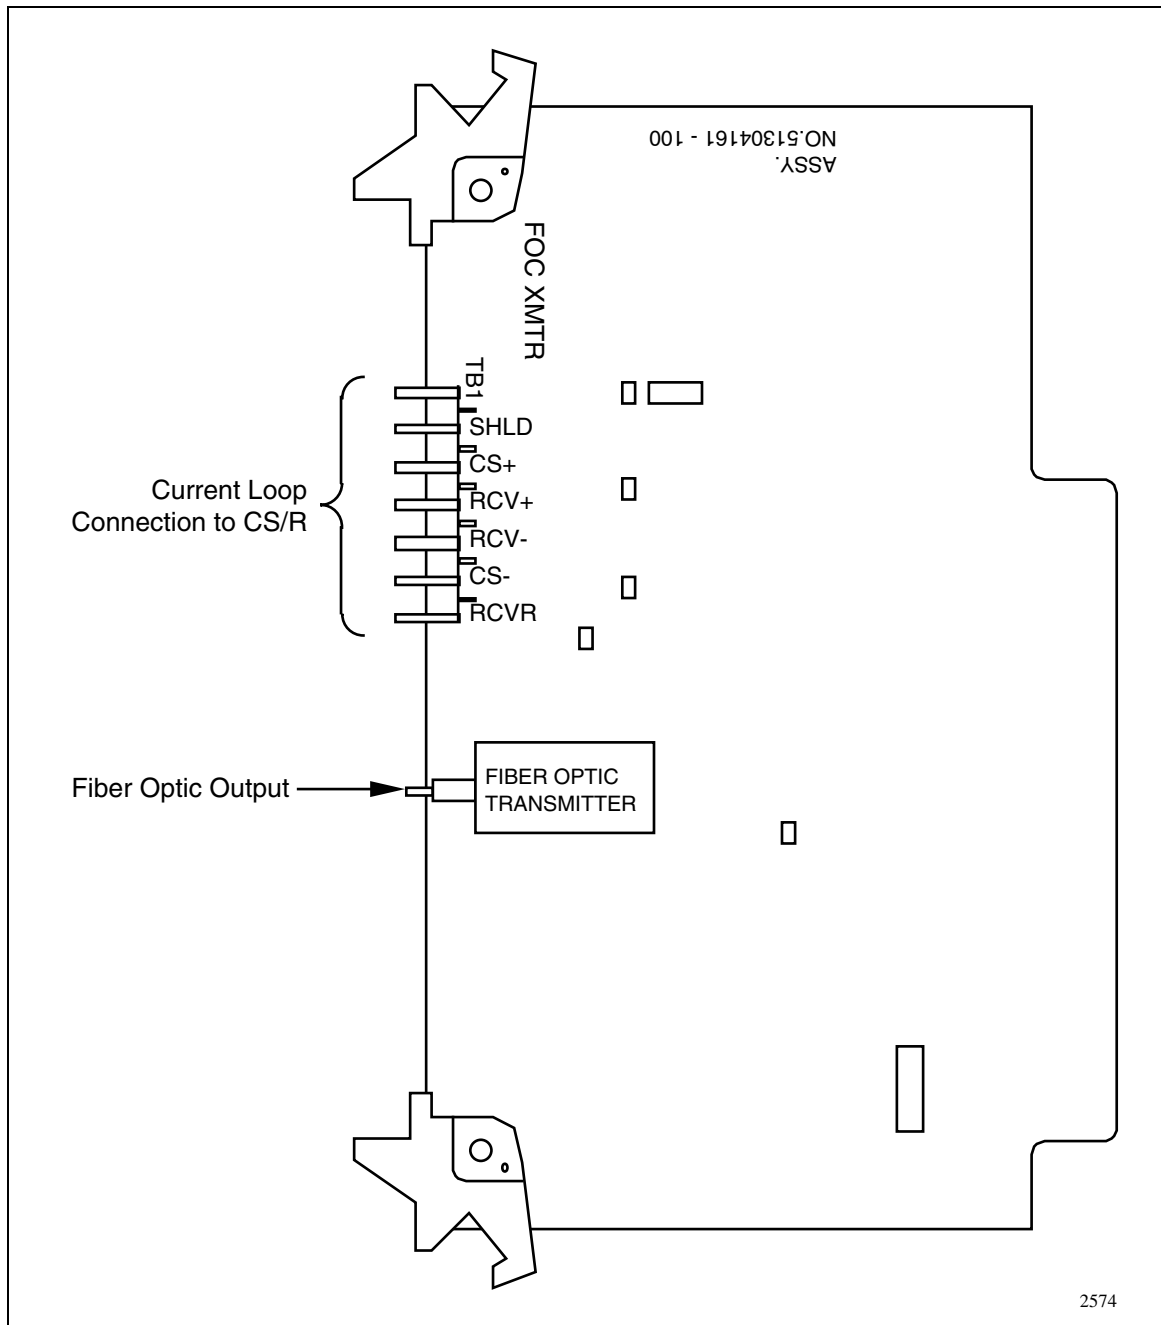 ASSY.
NO.51304161 - 100
FOC XMTR
TB1
SHLD
CS+
RCV+
RCV-
CS-
RCVR
Current Loop
Connection to CS/R
Fiber Optic Output
FIBER OPTIC
TRANSMITTER
2574